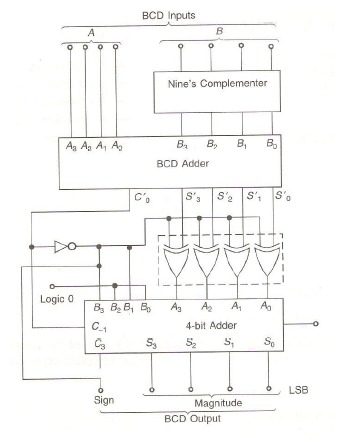 BCD Inputs
A
B
Nine's Complementer
A₃ A₂ A₁ A₀
B₃ B₂ B₁ B₀
BCD Adder
C'₀ S'₃ S'₂ S'₁ S'₀
Logic 0
B₃ B₂ B₁ B₀ A₃ A₂ A₁ A₀
C₋₁
4-bit Adder
C₃ S₃ S₂ S₁ S₀
LSB
Sign
Magnitude
BCD Output